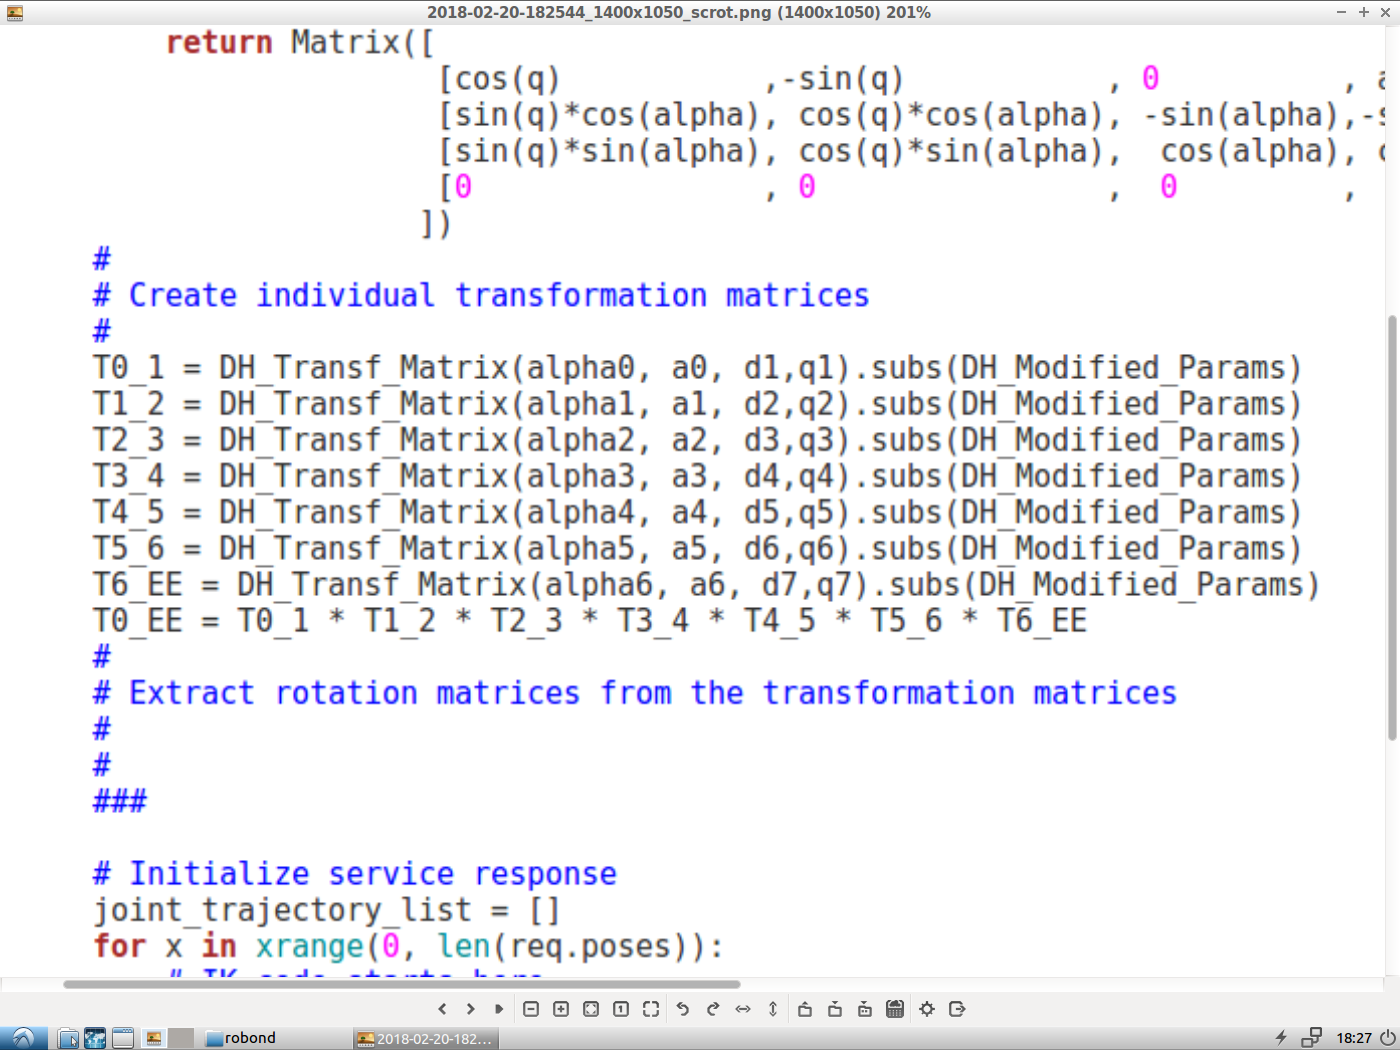 2018-02-20-182544_1400x1050_scrot.png (1400x1050) 201%
return Matrix([
[cos(q)            ,-sin(q)            , 0           ,
[sin(q)*cos(alpha), cos(q)*cos(alpha), -sin(alpha),-
[sin(q)*sin(alpha), cos(q)*sin(alpha),  cos(alpha),
[0                 , 0                 ,  0          ,
])
#
# Create individual transformation matrices
#
T0_1 = DH_Transf_Matrix(alpha0, a0, d1,q1).subs(DH_Modified_Params)
T1_2 = DH_Transf_Matrix(alpha1, a1, d2,q2).subs(DH_Modified_Params)
T2_3 = DH_Transf_Matrix(alpha2, a2, d3,q3).subs(DH_Modified_Params)
T3_4 = DH_Transf_Matrix(alpha3, a3, d4,q4).subs(DH_Modified_Params)
T4_5 = DH_Transf_Matrix(alpha4, a4, d5,q5).subs(DH_Modified_Params)
T5_6 = DH_Transf_Matrix(alpha5, a5, d6,q6).subs(DH_Modified_Params)
T6_EE = DH_Transf_Matrix(alpha6, a6, d7,q7).subs(DH_Modified_Params)
T0_EE = T0_1 * T1_2 * T2_3 * T3_4 * T4_5 * T5_6 * T6_EE
#
# Extract rotation matrices from the transformation matrices
#
#
###
# Initialize service response
joint_trajectory_list = []
for x in xrange(0, len(req.poses)):
# IK code starts here
robond
2018-02-20-182...
18:27